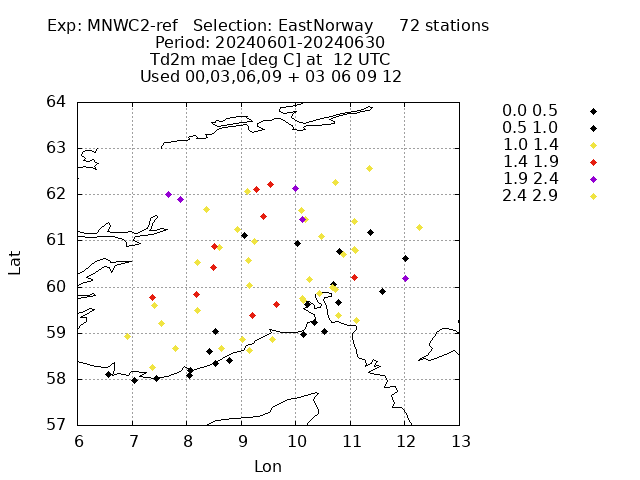 Exp: MNWC2-ref   Selection: EastNorway     72 stations
Period: 20240601-20240630
Td2m mae [deg C] at  12 UTC
Used 00,03,06,09 + 03 06 09 12
0.0 0.5
0.5 1.0
1.0 1.4
1.4 1.9
1.9 2.4
2.4 2.9
64
63
62
61
60
59
58
57
Lat
6 7 8 9 10 11 12 13
Lon